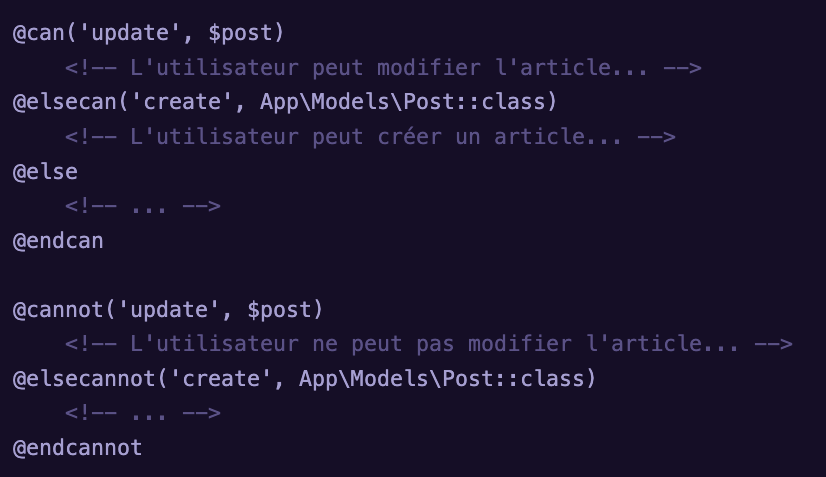 @can('update', $post)
    <!-- L'utilisateur peut modifier l'article... -->
@elsecan('create', App\Models\Post::class)
    <!-- L'utilisateur peut créer un article... -->
@else
    <!-- ... -->
@endcan

@cannot('update', $post)
    <!-- L'utilisateur ne peut pas modifier l'article... -->
@elsecannot('create', App\Models\Post::class)
    <!-- ... -->
@endcannot